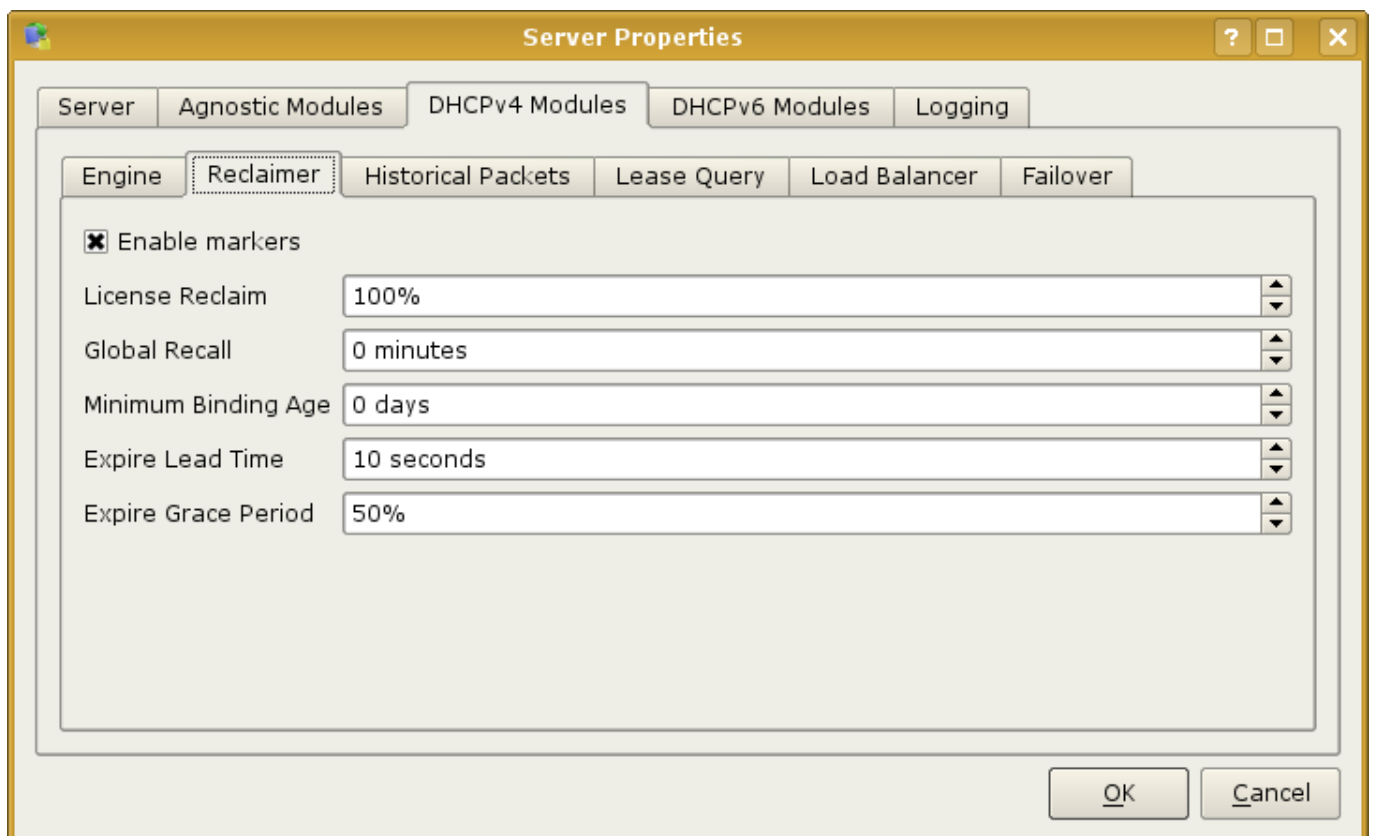 Server Properties
?
Server Agnostic Modules DHCPv4 Modules DHCPv6 Modules Logging
Engine Reclaimer Historical Packets Lease Query Load Balancer Failover
Enable markers
License Reclaim 100%
Global Recall 0 minutes
Minimum Binding Age 0 days
Expire Lead Time 10 seconds
Expire Grace Period 50%
OK Cancel